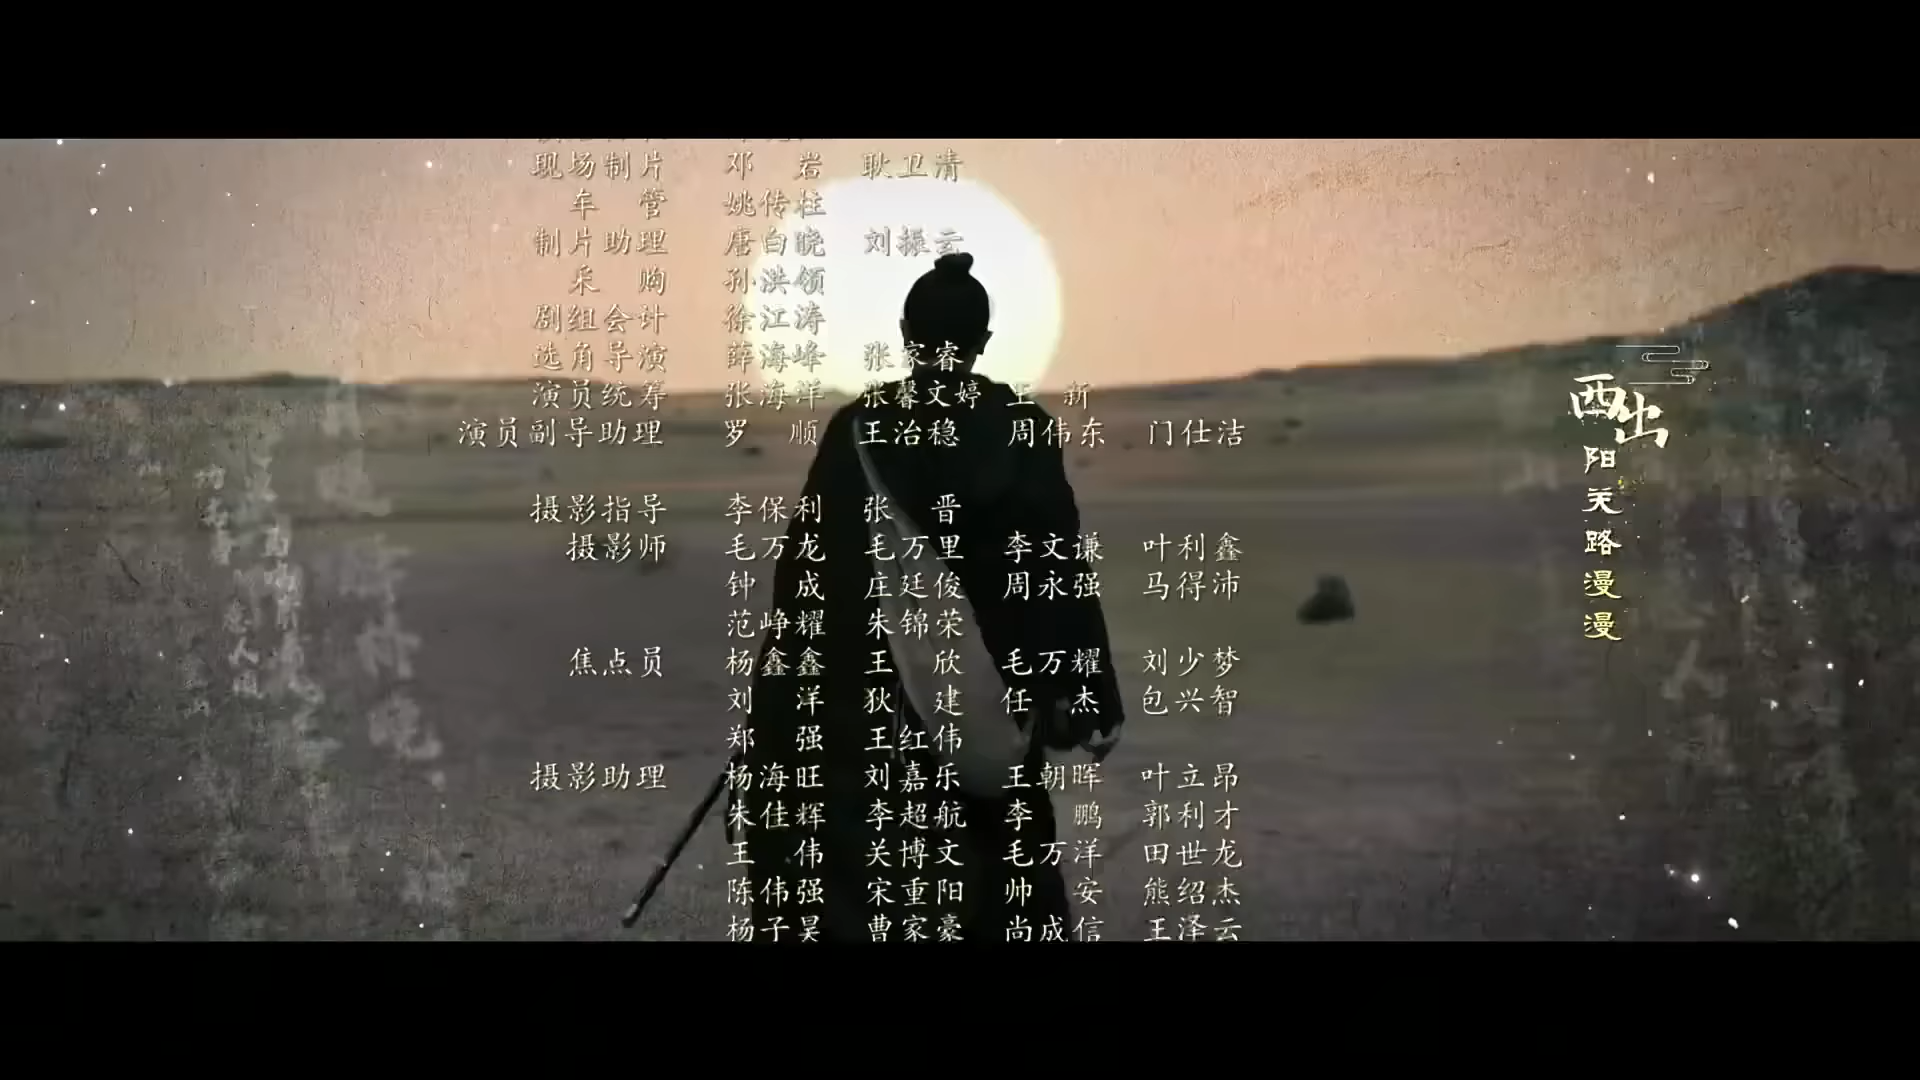 现场制片 邓岩 耿卫清
车管 姚传柱
制片助理 唐白晓 刘振云
采购 孙洪领
剧组会计 徐江涛
选角导演 薛海峰 张家睿
演员统筹 张海洋 张馨文婷 王新
演员副导助理 罗顺 王治稳 周伟东 门仕洁
摄影指导 李保利 张晋
摄影师 毛万龙 毛万里 李文谦 叶利鑫
钟成 庄廷俊 周永强 马得沛
范峥耀 朱锦荣
焦点员 杨鑫鑫 王欣 毛万耀 刘少梦
刘洋 狄建 任杰 包兴智
郑强 王红伟
摄影助理 杨海旺 刘嘉乐 王朝晖 叶立昂
朱佳辉 李超航 李鹏 郭利才
王伟 关博文 毛万洋 田世龙
陈伟强 宋重阳 帅安 熊绍杰
杨子昊 曹家豪 尚成信 王泽云
西出阳关路漫漫